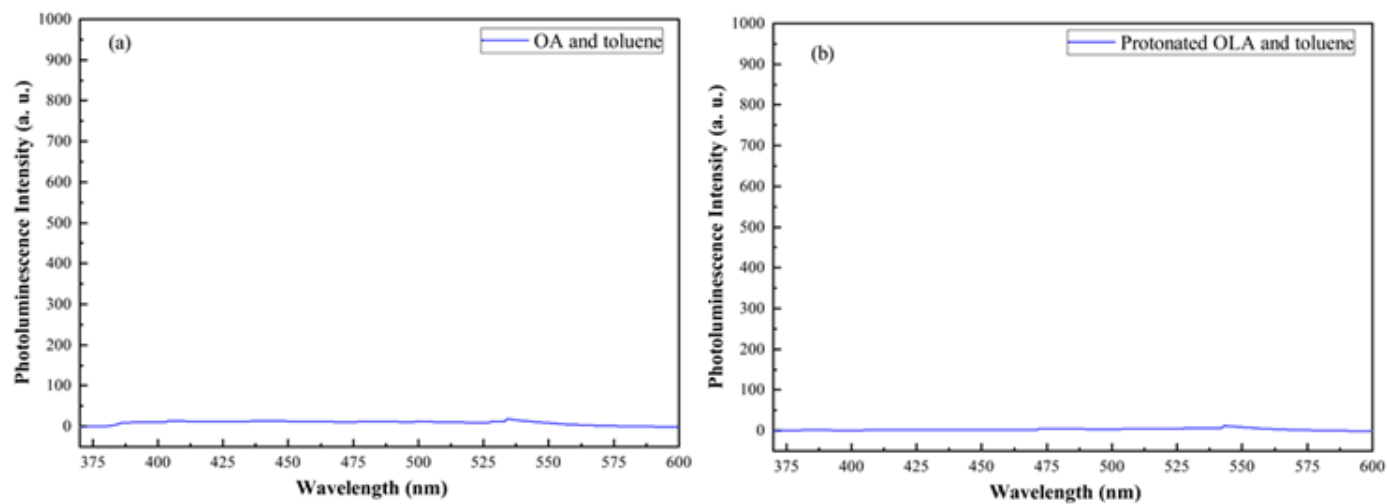 (a)
OA and toluene
Photoluminescence Intensity (a. u.)
1000
900
800
700
600
500
400
300
200
100
0
375 400 425 450 475 500 525 550 575 600
Wavelength (nm)
(b)
Protonated OLA and toluene
Photoluminescence Intensity (a. u.)
1000
900
800
700
600
500
400
300
200
100
0
375 400 425 450 475 500 525 550 575 600
Wavelength (nm)